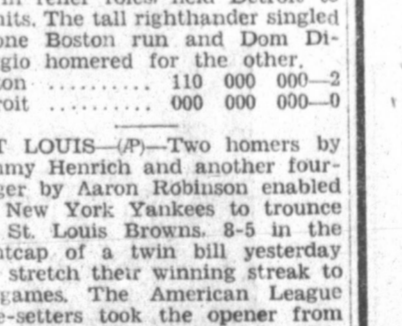 hits. The tall righthander singled
one Boston run and Dom Di-
gio homered for the other.
ton .......... 110 000 000—2
roit .......... 000 000 000—0
T LOUIS—(AP)—Two homers by
mmy Henrich and another four-
ger by Aaron Robinson enabled
New York Yankees to trounce
St. Louis Browns. 8-5 in the
htcap of a twin bill yesterday
stretch their winning streak to
games. The American League
e-setters took the opener from